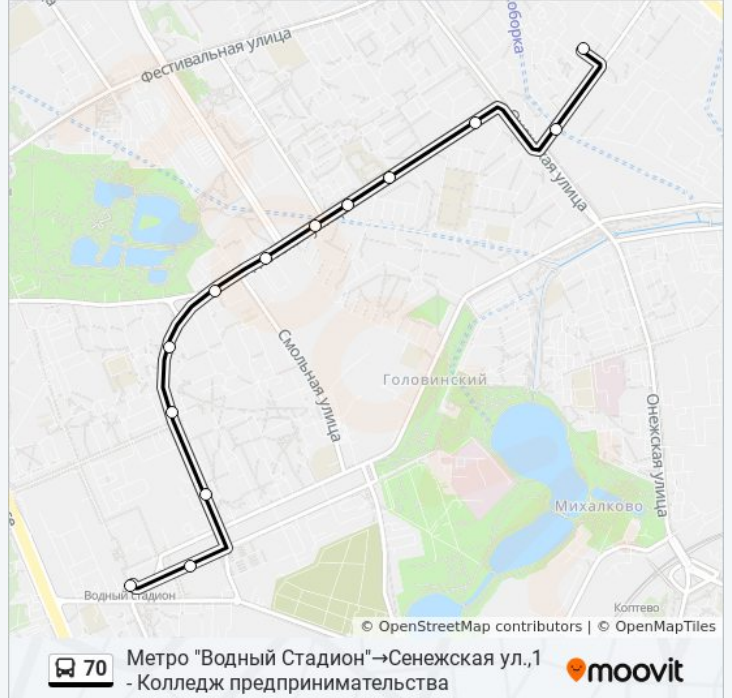 оборка
Фестивальная улица
ая улица
Смольная улица
Головинский
Онежская улица
Михалково
Водный стадион
Коптево
© OpenStreetMap contributors | © OpenMapTiles
70
Метро "Водный Стадион"→Сенежская ул.,1
- Колледж предпринимательства
moovit